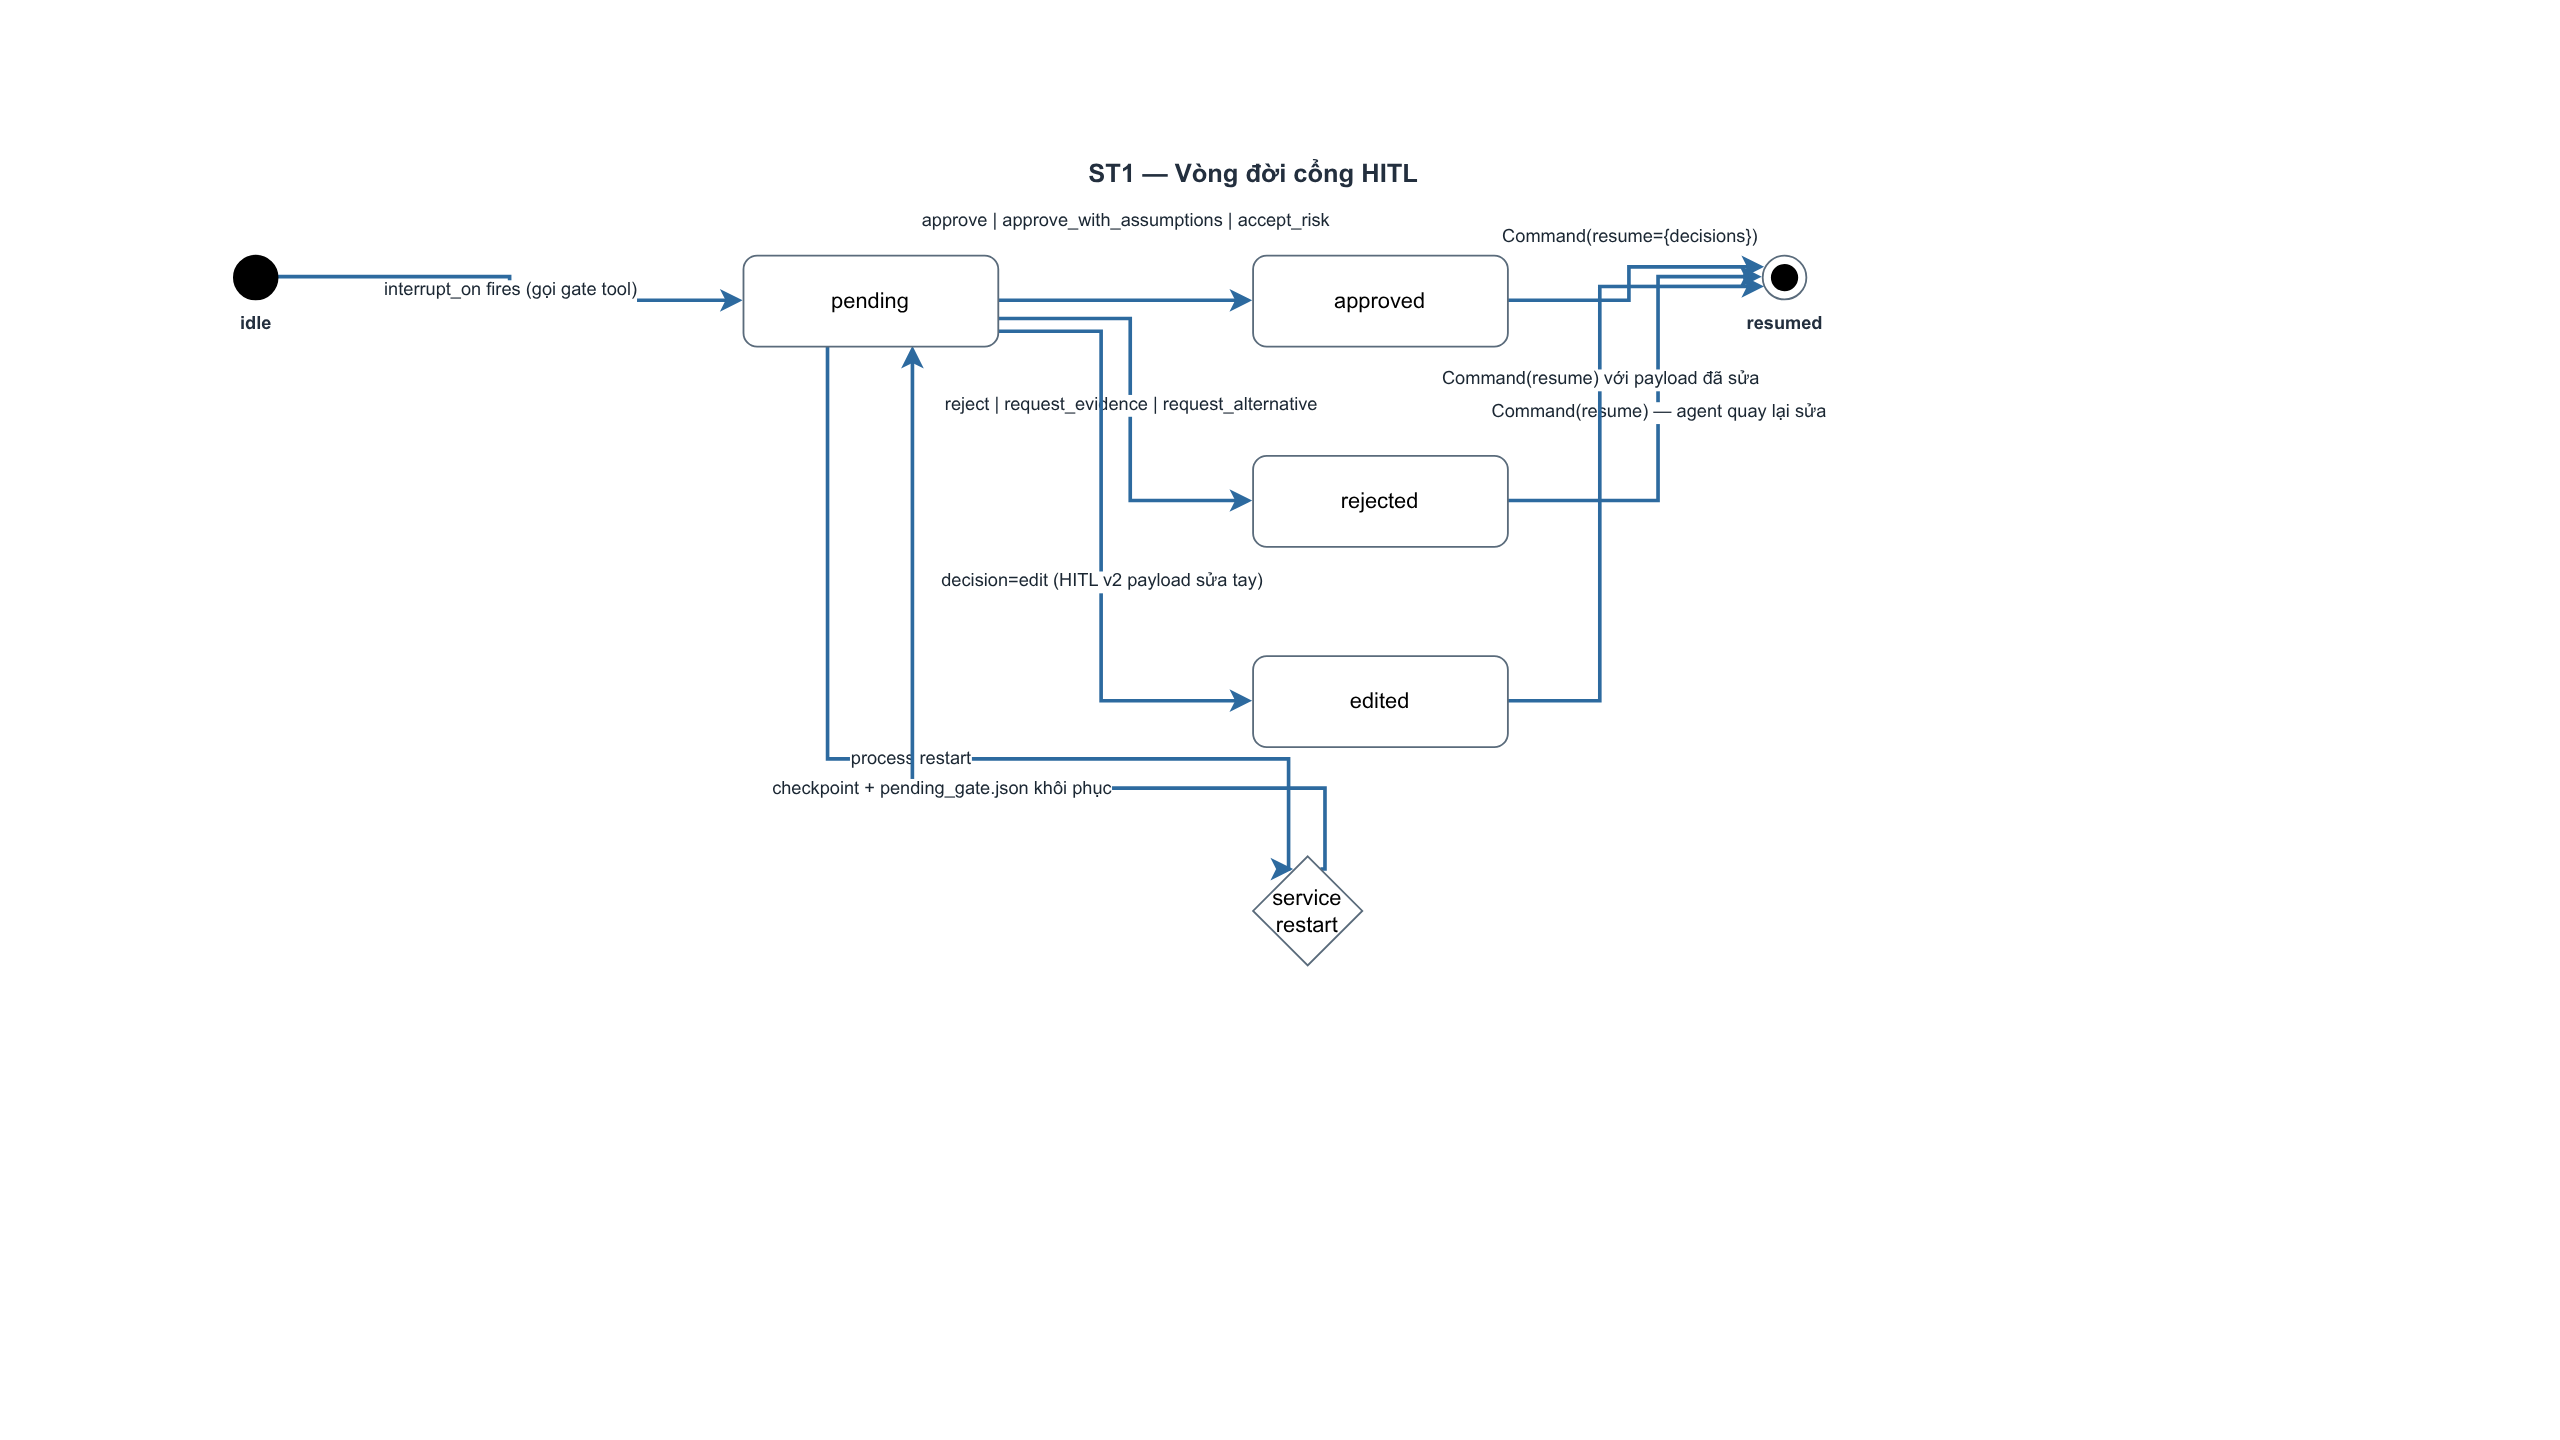 ST1 — Vòng đời cổng HITL
approve | approve_with_assumptions | accept_risk
Command(resume={decisions})
interrupt_on fires (gọi gate tool)
pending
approved
idle
resumed
Command(resume) với payload đã sửa
reject | request_evidence | request_alternative
Command(resume) — agent quay lại sửa
rejected
decision=edit (HITL v2 payload sửa tay)
edited
process restart
checkpoint + pending_gate.json khôi phục
service
restart